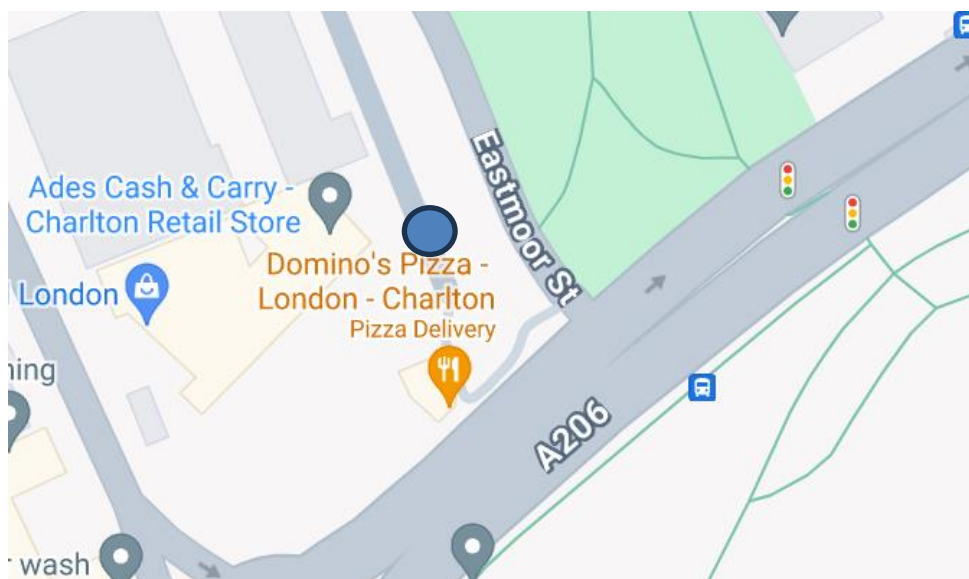 Eastmoor St
Ades Cash & Carry -
Charlton Retail Store
Domino's Pizza -
London - Charlton
Pizza Delivery
London
A206
wash